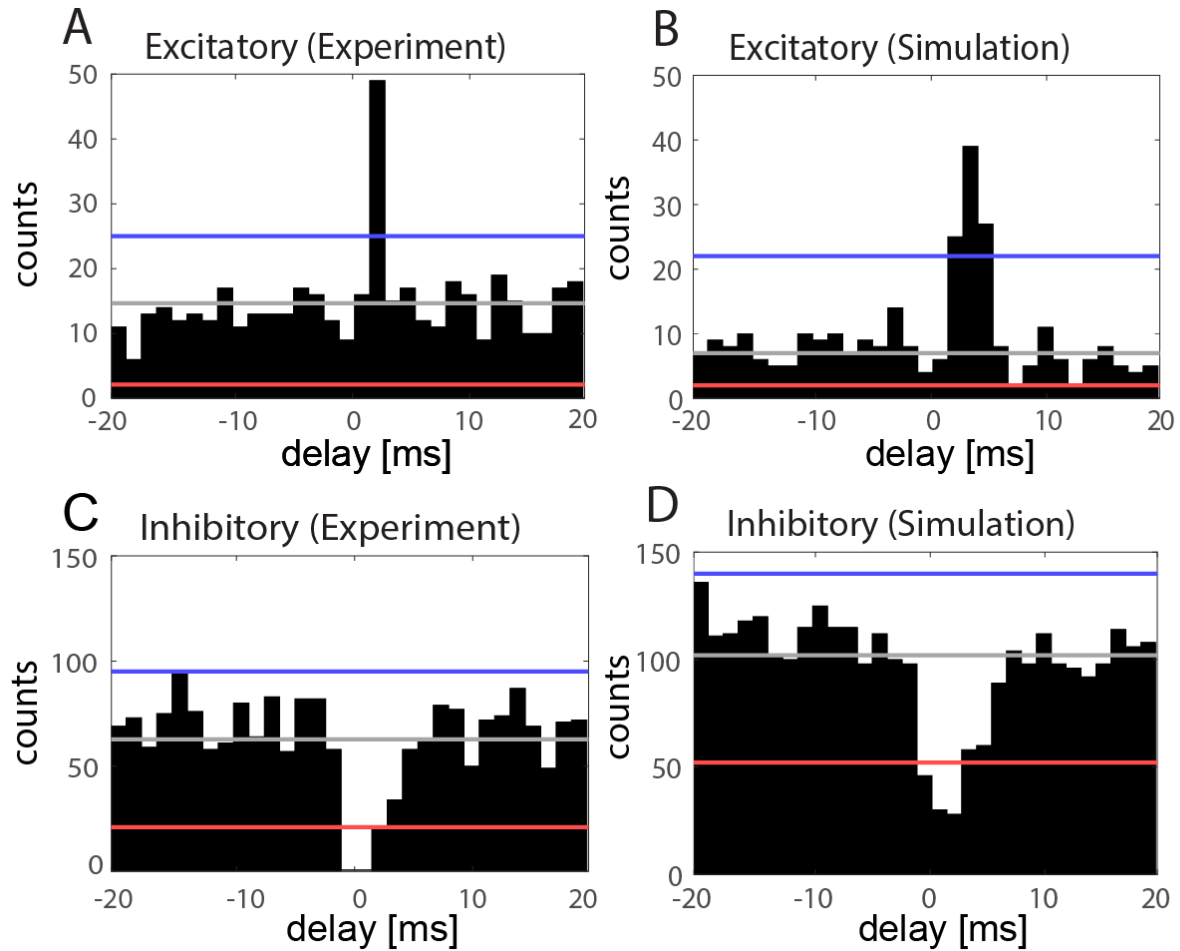 A
Excitatory (Experiment)
50
40
30
20
10
0
counts
-20 -10 0 10 20
delay [ms]
B
Excitatory (Simulation)
50
40
30
20
10
0
counts
-20 -10 0 10 20
delay [ms]
C
Inhibitory (Experiment)
150
100
50
0
counts
-20 -10 0 10 20
delay [ms]
D
Inhibitory (Simulation)
150
100
50
0
counts
-20 -10 0 10 20
delay [ms]